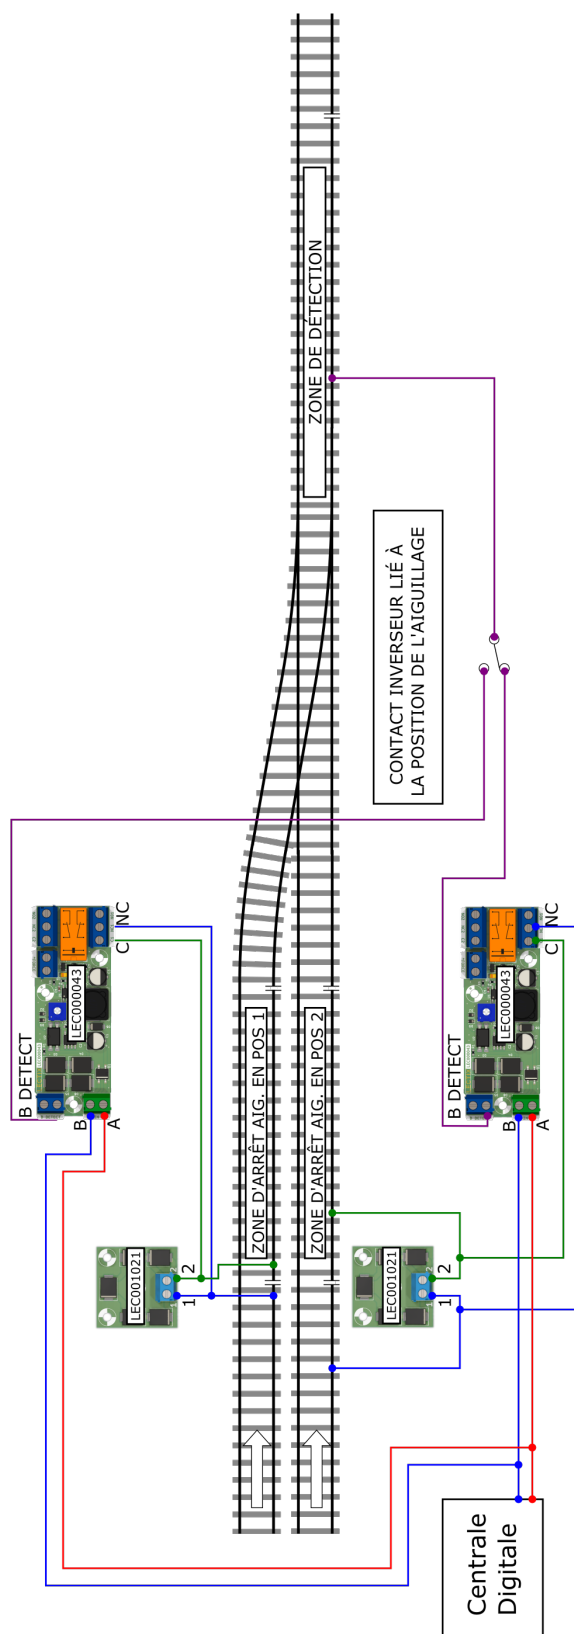 ZONE DE DÉTECTION
CONTACT INVERSEUR LIÉ À
LA POSITION DE L'AIGUILLAGE
NC
C
LEC000043
B DETECT
B
A
ZONE D'ARRÊT AIG. EN POS 1
ZONE D'ARRÊT AIG. EN POS 2
NC
C
LEC000043
B DETECT
B
A
LEC001021
2
1
LEC001021
2
1
Centrale
Digitale